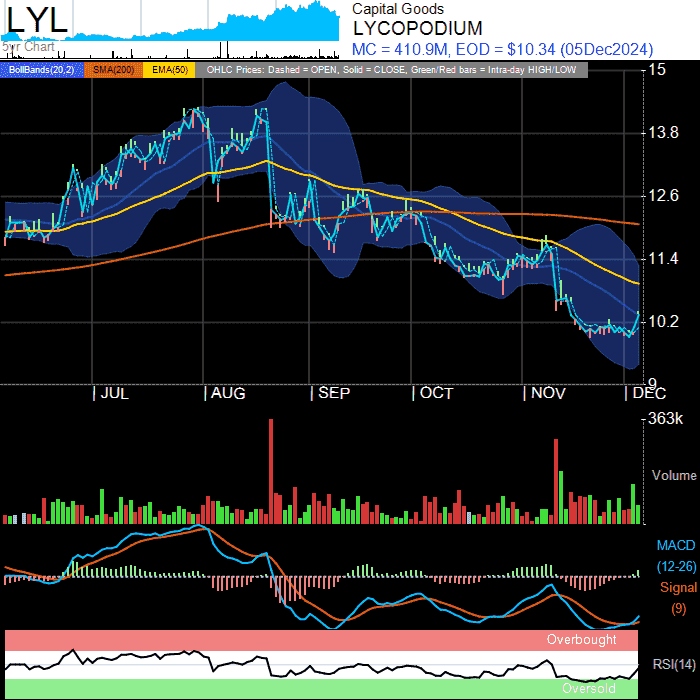 LYL
5yr Chart
Capital Goods
LYCOPODIUM
MC = 410.9M, EOD = $10.34 (05Dec2024)
BollBands(20,2) SMA(200) EMA(50) OHLC Prices: Dashed = OPEN, Solid = CLOSE, Green/Red bars = Intra-day HIGH/LOW
15
13.8
12.6
11.4
10.2
9
JUL AUG SEP OCT NOV DEC
363k
Volume
MACD
(12-26)
Signal
(9)
Overbought
RSI(14)
Oversold